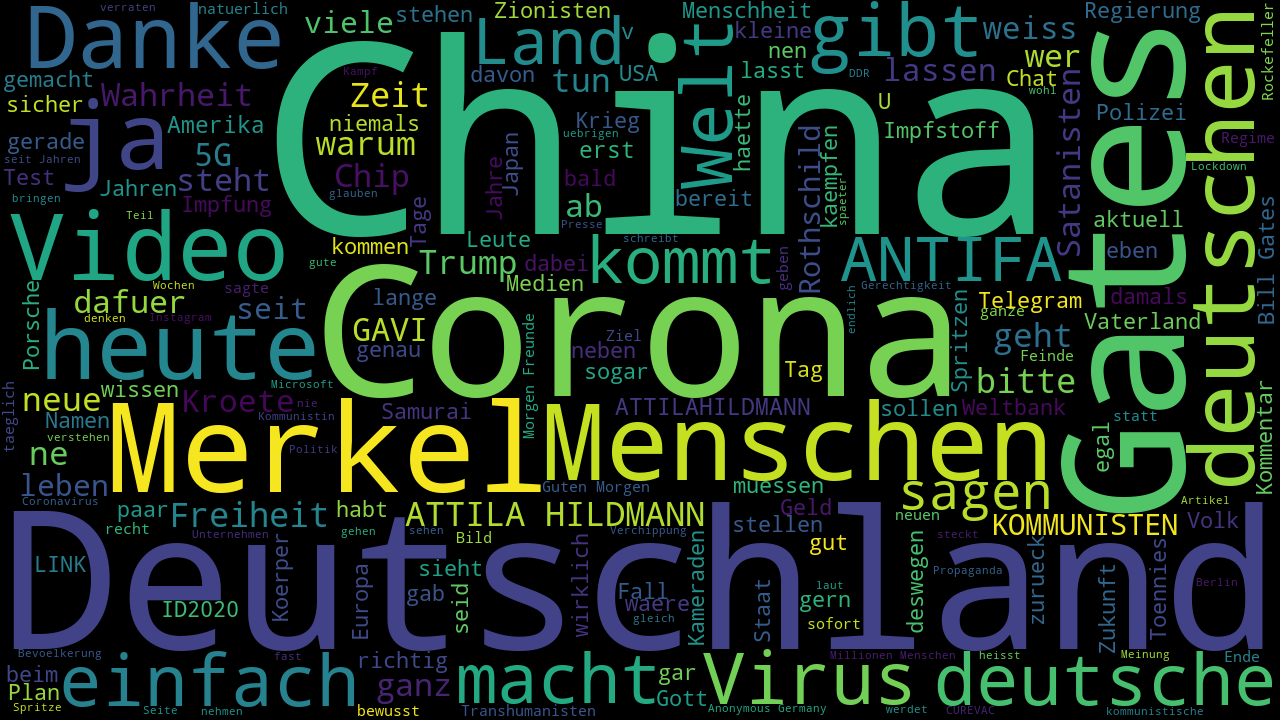 verraten
natuerlich
Danke
viele
stehen
Zionisten
Land
v
Menschheit
kleine
nen
lasst
welt
gibt
weiss
Regierung
wer
Chat
wohl
Rockefeller
gemacht
sicher
Wahrheit
ja
Amerika
gerade
5G
seit Jahren
Test
Jahren
steht
bringen
Impfung
Teil
China
Kampf
Zeit
niemals
warum
Chip
glauben
Tage
davon
tun
USA
DDR
lassen
U
Krieg
uebrigen
erst
Jahre
Japan
bald
ab
Presse
haette
bereit
Rothschild
kaempfen
spaeter
Impfstoff
Satanisten
Polizei
Regime
Lockdown
deutschen
Gates
aktuell
eben
Bill Gates
Video
Wochen
Porsche
dafuer
denken
sagte
Instagram
seit
gute
kommen
Leute
Trump
dabei
Medien
schreibt
kommt
geben
ANTIFA
endlich
Gerechtigkeit
Telegram
ganze
damals
Vaterland
heute
lange
GAVI
genau
Corona
Morgen Freunde
neben
Ziel
sogar
Tag
Spritzen
geht
Feinde
bitte
taeglich
neue
wissen
Microsoft
Kroete
nie
Kommunistin
Samurai
ATTILAHILDMANN
sollen
Weltbank
statt
Kommentar
egal
Namen
verstehen
ne
Merkel
Politik
Menschen
leben
Coronavirus
Guten Morgen
muessen
sagen
Artikel
paar
recht
Freiheit
Unternehmen
habt
gehen
ATTILA HILDMANN
sehen
Bild
Verchippung
Geld
stellen
neuen
gut
steckt
KOMMUNISTEN
Volk
Deutschland
LINK
ID2020
Koerper
Europa
sieht
gab
seid
wirklich
Fall
waere
gleich
Kameraden
Staat
laut
gern
sofort
deswegen
Propaganda
zurueck
Zukunft
Toennies
Berlin
Bevoelkerung
beim
Plan
Spritze
einfach
fast
Seite
nehmen
richtig
ganz
bewusst
macht
Transhumanisten
gar
Gott
Virus
Anonymous Germany
Millionen Menschen
werdet
heisst
CUREVAC
deutsche
Meinung
Ende
kommunistische